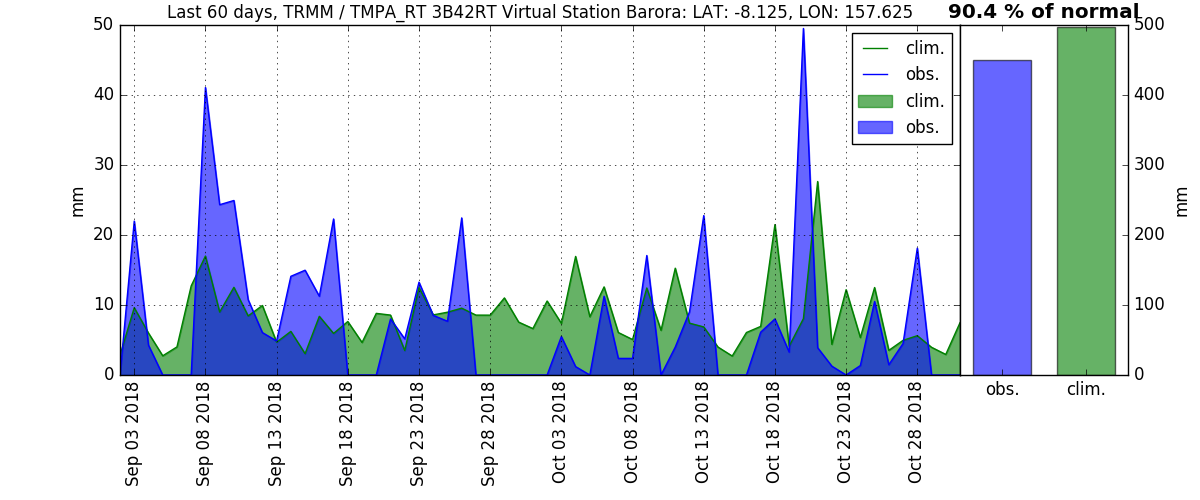 Last 60 days, TRMM / TMPA_RT 3B42RT Virtual Station Barora: LAT: -8.125, LON: 157.625
90.4 % of normal
50
40
30
20
10
0
mm
clim.
obs.
clim.
obs.
500
400
300
200
100
0
mm
Sep 03 2018
Sep 08 2018
Sep 13 2018
Sep 18 2018
Sep 23 2018
Sep 28 2018
Oct 03 2018
Oct 08 2018
Oct 13 2018
Oct 18 2018
Oct 23 2018
Oct 28 2018
obs.
clim.